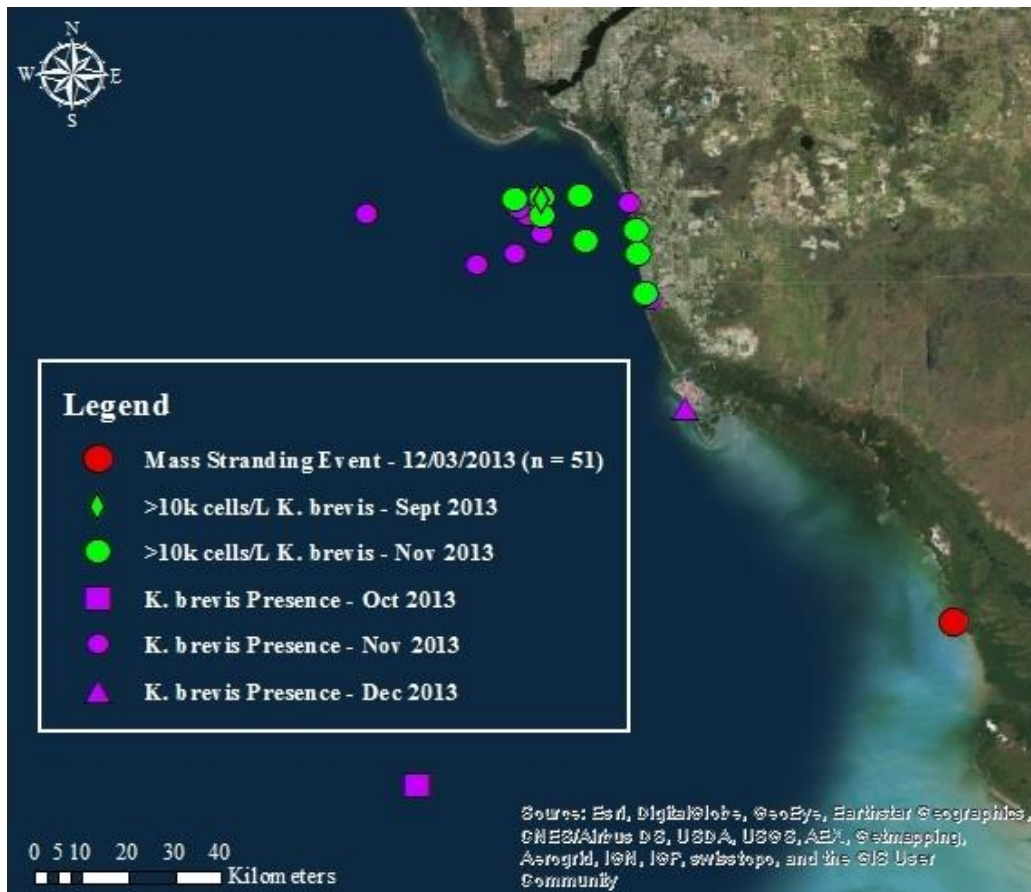 N
W E
S
Legend
Mass Stranding Event - 12/03/2013 (n = 51)
>10k cells/L K. brevis - Sept 2013
>10k cells/L K. brevis - Nov 2013
K. brevis Presence - Oct 2013
K. brevis Presence - Nov 2013
K. brevis Presence - Dec 2013
Source: Esri, DigitalGlobe, GeoEye, Earthstar Geographics,
CNES/Airbus DS, USDA, USGS, AEX, Getmapping,
Aerogrid, IGN, IGP, swisstopo, and the GIS User
Community
0 5 10 20 30 40
Kilometers